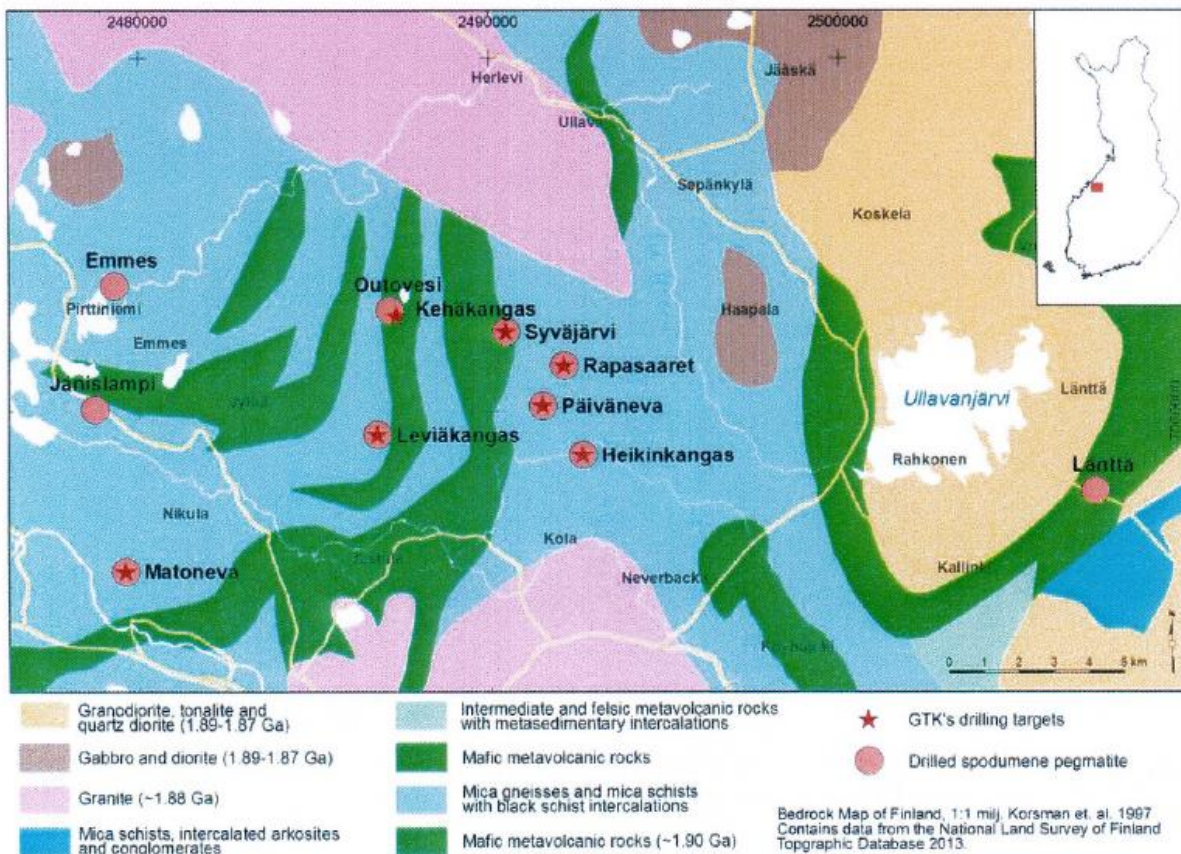 2480000
2490000
2500000
Herlevi
Jääskä
Ullava
Sepänkylä
Koskela
Emmes
Outovesi
Pirttiniemi
Kehäkangas
Haapala
Syväjärvi
Emmes
Rapasaaret
Jänislampi
Ullavanjärvi
Länttä
Päiväneva
Leviäkangas
Heikinkangas
Rahkonen
Länttä
Nikula
Kola
Matoneva
Neverbacka
Kallinki
0 1 2 3 4 5 km
Granodiorite, tonalite and
quartz diorite (1.89-1.87 Ga)
Gabbro and diorite (1.89-1.87 Ga)
Granite (~1.88 Ga)
Mica schists, intercalated arkosites
and conglomerates
Intermediate and felsic metavolcanic rocks
with metasedimentary intercalations
Mafic metavolcanic rocks
Mica gneisses and mica schists
with black schist intercalations
Mafic metavolcanic rocks (~1.90 Ga)
GTK's drilling targets
Drilled spodumene pegmatite
Bedrock Map of Finland, 1:1 milj. Korsman et. al. 1997
Contains data from the National Land Survey of Finland
Topgraphic Database 2013.